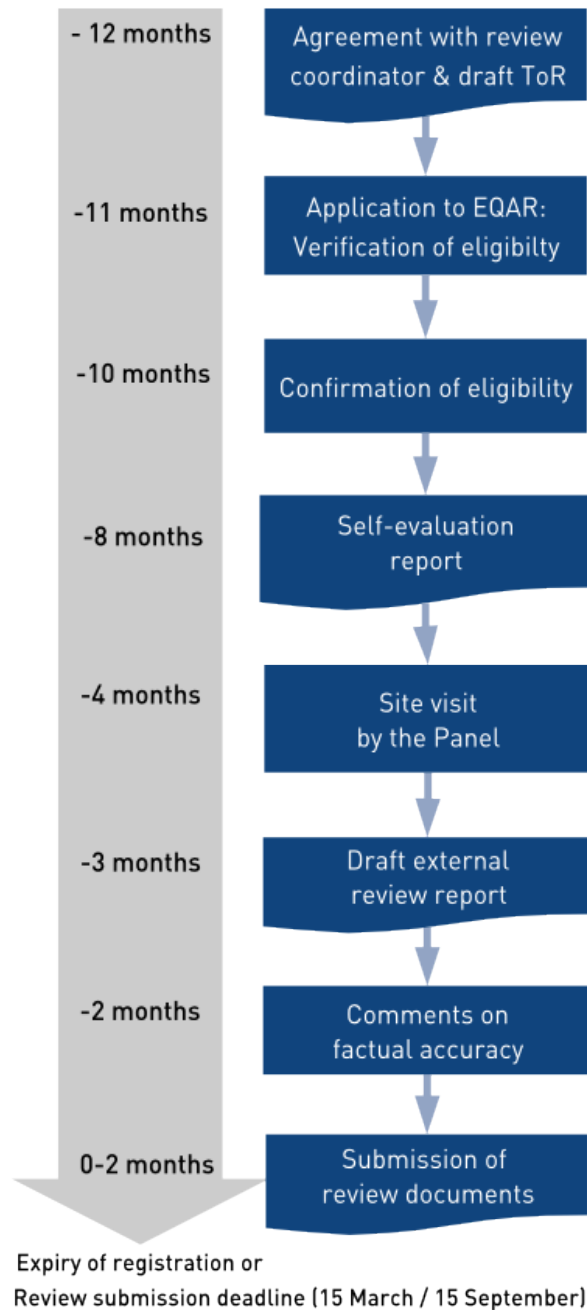 - 12 months
Agreement with review
coordinator & draft ToR
-11 months
Application to EQAR:
Verification of eligibilty
-10 months
Confirmation of eligibility
-8 months
Self-evaluation
report
-4 months
Site visit
by the Panel
-3 months
Draft external
review report
-2 months
Comments on
factual accuracy
0-2 months
Submission of
review documents
Expiry of registration or
Review submission deadline (15 March / 15 September)